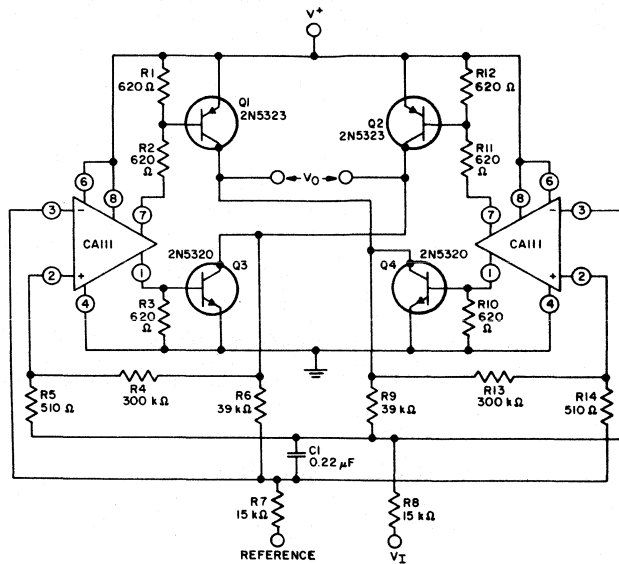 V+
R1
620 Ω
Q1
2N5323
Q2
2N5323
R12
620 Ω
R2
620
Ω
R11
620
Ω
V0
6
8
7
3
−
CA111
2
+
1
4
2N5320
Q3
2N5320
Q4
6
8
7
−
3
CA111
+
2
1
4
R3
620
Ω
R10
620
Ω
R5
510 Ω
R4
300 kΩ
R6
39 kΩ
R9
39 kΩ
R13
300 kΩ
R14
510 Ω
C1
0.22 µF
R7
15 kΩ
R8
15 kΩ
REFERENCE
VI